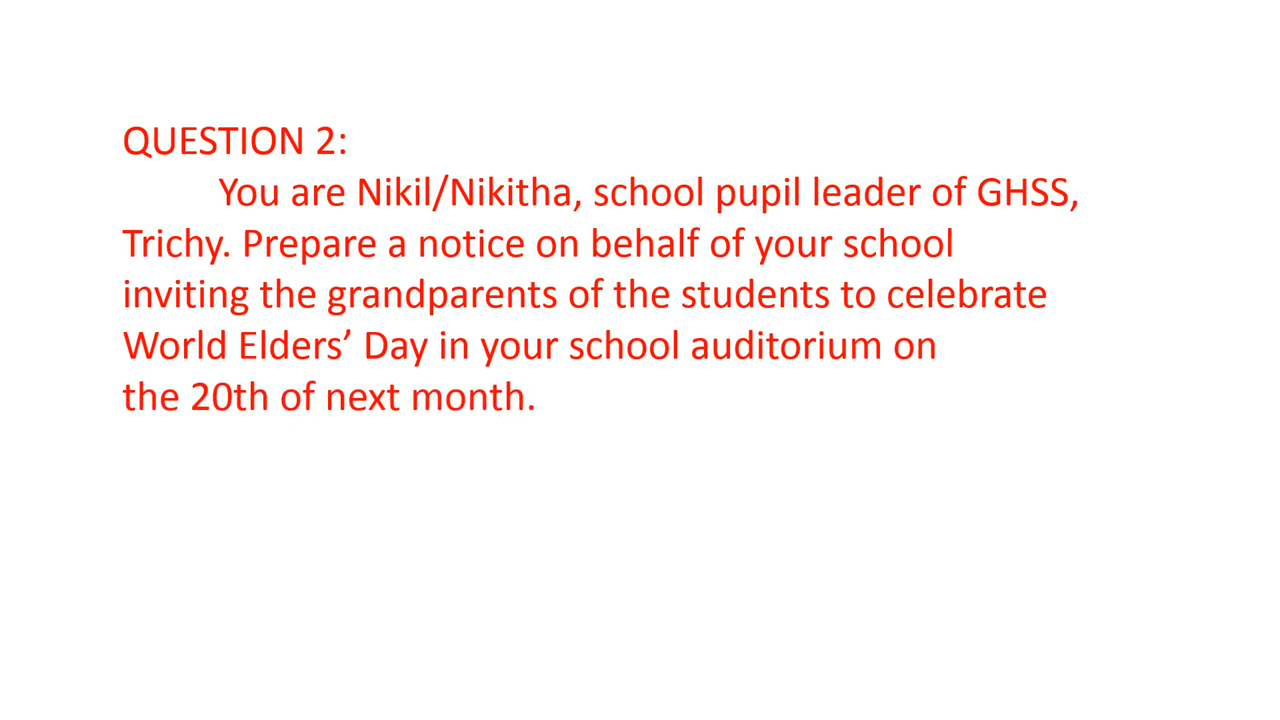 QUESTION 2:
You are Nikil/Nikitha, school pupil leader of GHSS,
Trichy. Prepare a notice on behalf of your school
inviting the grandparents of the students to celebrate
World Elders’ Day in your school auditorium on
the 20th of next month.